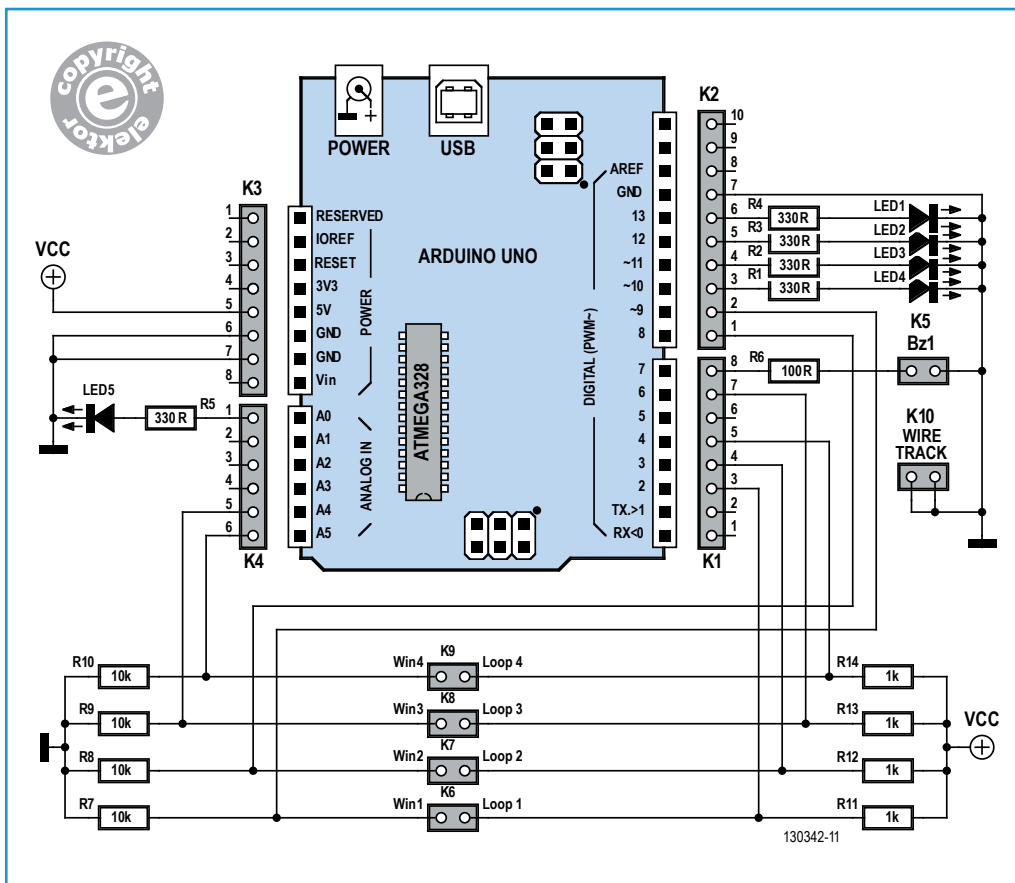 copyright elektor
e
POWER
USB
ARDUINO UNO
ATMEGA328
K3
1
2
3
4
5
6
7
8
RESERVED
IOREF
RESET
3V3
5V
GND
GND
Vin
POWER
VCC
LED5
330 R
R5
1
2
3
4
5
6
K4
A0
A1
A2
A3
A4
A5
ANALOG IN
K2
10
9
8
7
6
5
4
3
2
1
AREF
GND
13
12
~11
~10
~9
8
DIGITAL (PWM~)
7
6
5
4
3
2
TX.>1
RX<0
8
7
6
5
4
3
2
1
K1
R4
330R
LED1
R3
330R
LED2
R2
330R
LED3
R1
330R
LED4
R6
100R
K5
Bz1
K10
WIRE
TRACK
R10
10k
Win4
K9
Loop 4
R14
1k
R9
10k
Win3
K8
Loop 3
R13
1k
VCC
R8
10k
Win2
K7
Loop 2
R12
1k
R7
10k
Win1
K6
Loop 1
R11
1k
130342-11